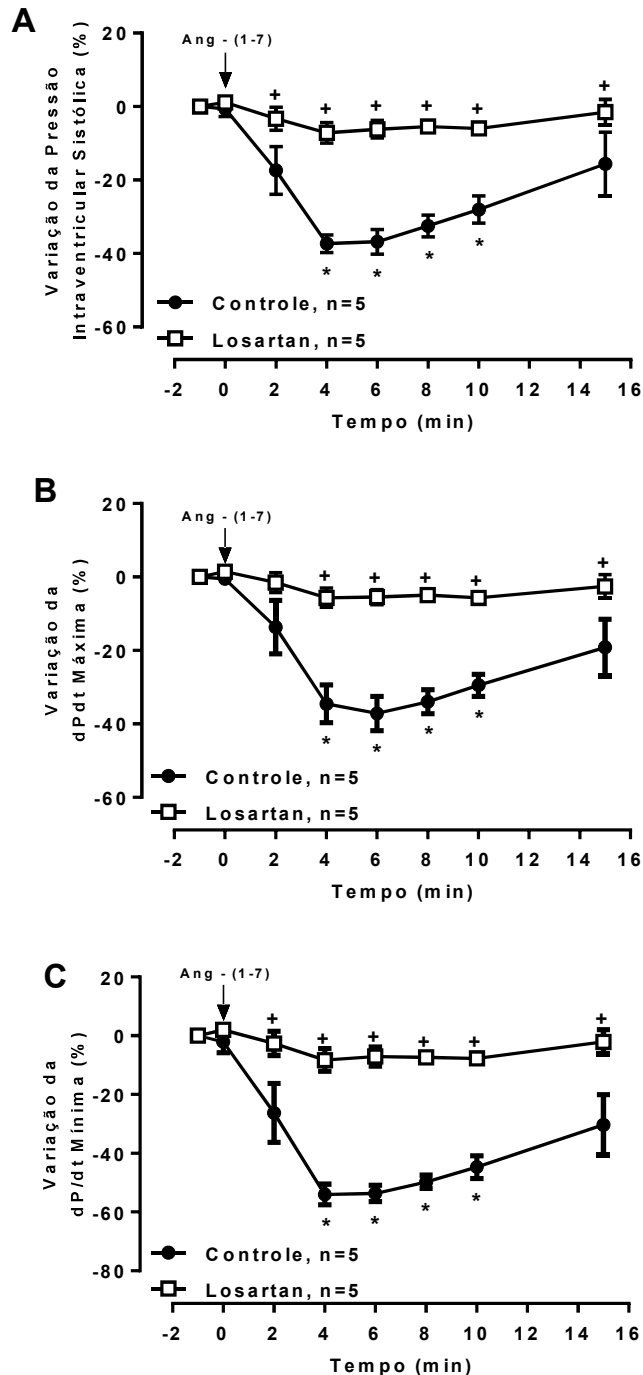 A
Ang - (1-7)
Variação da Pressão
Intraventricular Sistólica (%)
20
0
-20
-40
-60
+ + + + + +
* * * *
Controle, n=5
Losartan, n=5
-2 0 2 4 6 8 10 12 14 16
Tempo (min)
B
Ang - (1-7)
Variação da
dPdt Máxima (%)
20
0
-20
-40
-60
+ + + + +
* * * *
Controle, n=5
Losartan, n=5
-2 0 2 4 6 8 10 12 14 16
Tempo (min)
C
Ang - (1-7)
Variação da
dP/dt Mínima (%)
20
0
-20
-40
-60
-80
+ + + + + +
* * * *
Controle, n=5
Losartan, n=5
-2 0 2 4 6 8 10 12 14 16
Tempo (min)